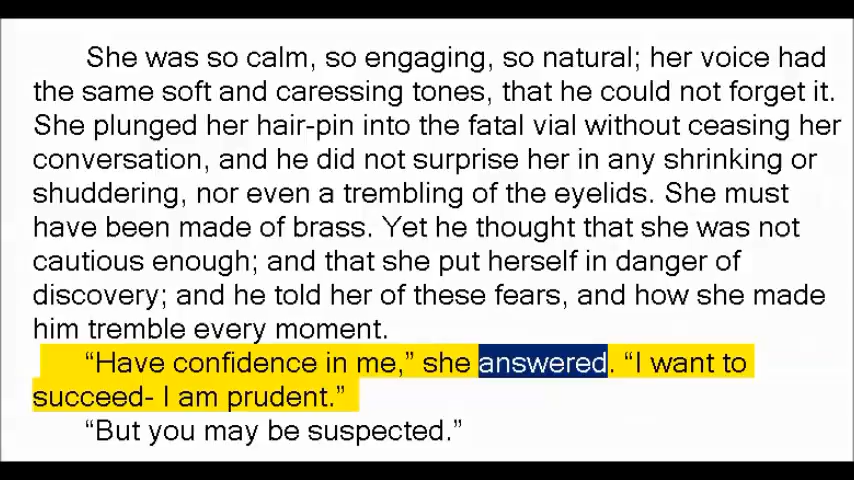 She was so calm, so engaging, so natural; her voice had
the same soft and caressing tones, that he could not forget it.
She plunged her hair-pin into the fatal vial without ceasing her
conversation, and he did not surprise her in any shrinking or
shuddering, nor even a trembling of the eyelids. She must
have been made of brass. Yet he thought that she was not
cautious enough; and that she put herself in danger of
discovery; and he told her of these fears, and how she made
him tremble every moment.
“Have confidence in me,” she answered. “I want to
succeed- I am prudent.”
“But you may be suspected.”